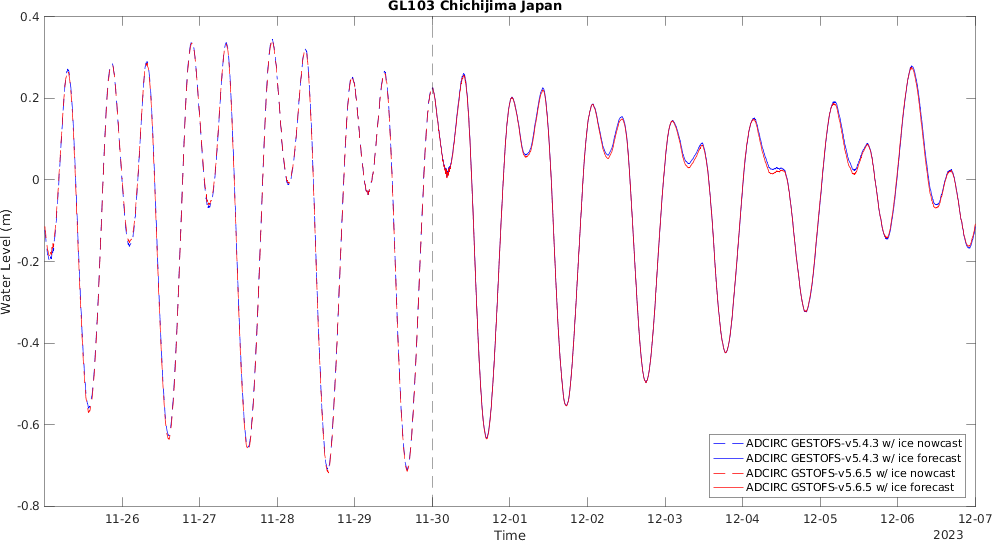 GL103 Chichijima Japan
0.4
0.2
0
-0.2
-0.4
-0.6
-0.8
Water Level (m)
11-26
11-27
11-28
11-29
11-30
12-01
12-02
12-03
12-04
12-05
12-06
12-07
Time
2023
ADCIRC GESTOFS-v5.4.3 w/ ice nowcast
ADCIRC GESTOFS-v5.4.3 w/ ice forecast
ADCIRC GSTOFS-v5.6.5 w/ ice nowcast
ADCIRC GSTOFS-v5.6.5 w/ ice forecast